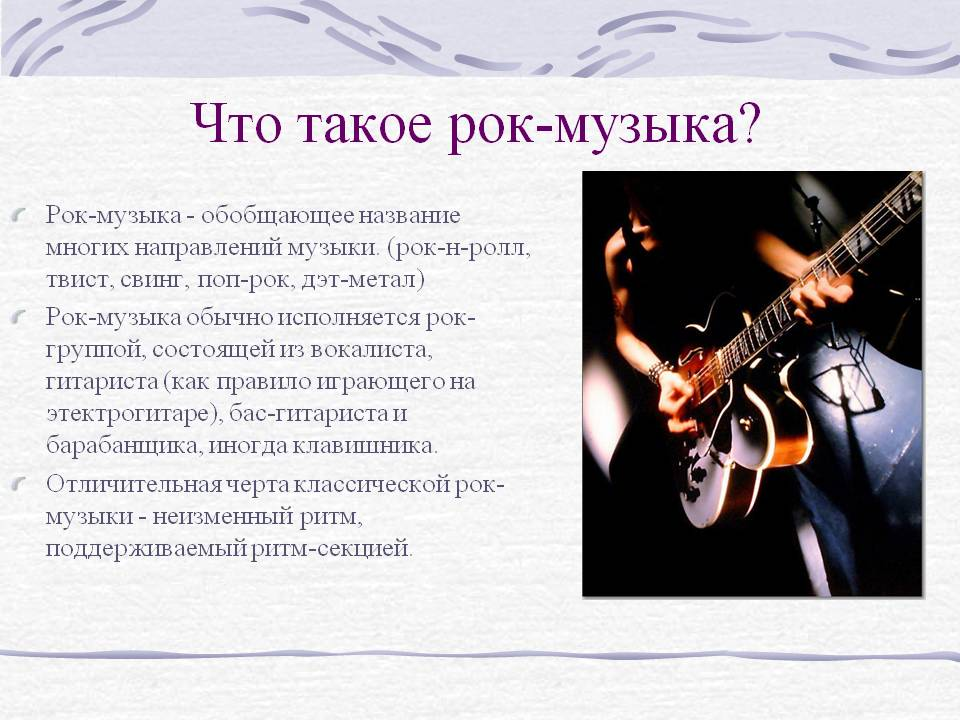 Что такое рок-музыка?
Рок-музыка - обобщающее название
многих направлений музыки. (рок-н-ролл,
твист, свинг, поп-рок, дэт-метал)
Рок-музыка обычно исполняется рок-
группой, состоящей из вокалиста,
гитариста (как правило играющего на
этектрогитаре), бас-гитариста и
барабанщика, иногда клавишника.
Отличительная черта классической рок-
музыки - неизменный ритм,
поддерживаемый ритм-секцией.